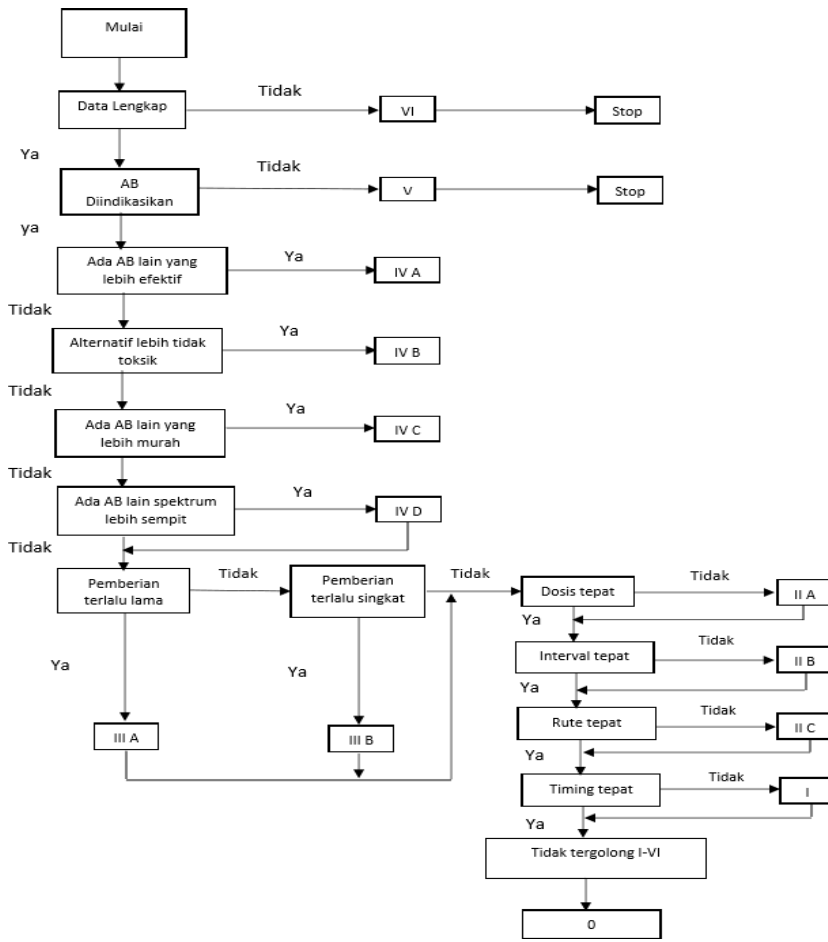 Mulai
Tidak
Data Lengkap
VI
Stop
Ya
Tidak
AB
Diindikasikan
V
Stop
ya
Ya
Ada AB lain yang
lebih efektif
IV A
Tidak
Ya
Alternatif lebih tidak
toksik
IV B
Tidak
Ya
Ada AB lain yang
lebih murah
IV C
Tidak
Ya
Ada AB lain spektrum
lebih sempit
IV D
Tidak
Pemberian
terlalu lama
Tidak
Pemberian
terlalu singkat
Tidak
Dosis tepat
Tidak
II A
Ya
Interval tepat
Tidak
II B
Ya
Ya
Ya
Rute tepat
Tidak
II C
III A
III B
Ya
Timing tepat
Tidak
I
Ya
Tidak tergolong I-VI
0